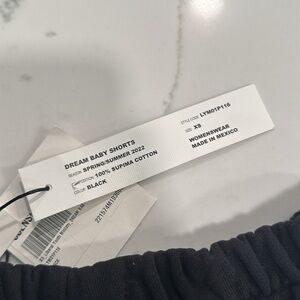 DREAM BABY SHORTS
SEASON: SPRING/SUMMER 2022
COMPOSITION: 100% SUPIMA COTTON
COLOR: BLACK
STYLE CODE: LYM01P116
SIZE: XS
WOMENSWEAR
MADE IN MEXICO